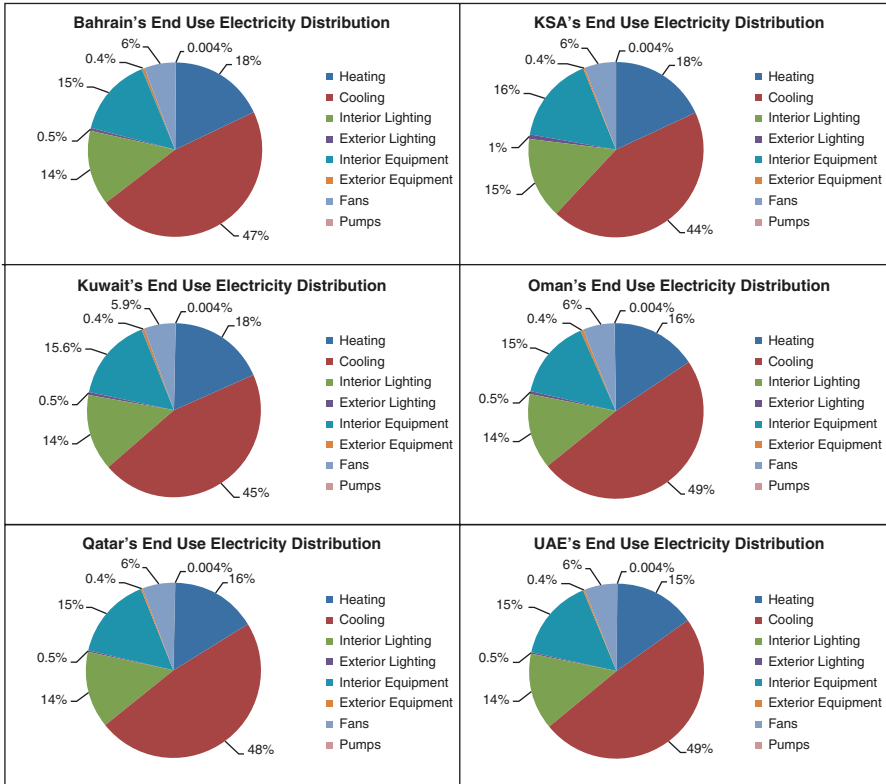 Bahrain's End Use Electricity Distribution
6%
0.004%
0.4%
18%
15%
0.5%
14%
47%
Heating
Cooling
Interior Lighting
Exterior Lighting
Interior Equipment
Exterior Equipment
Fans
Pumps
KSA's End Use Electricity Distribution
6%
0.004%
0.4%
18%
16%
1%
15%
44%
Heating
Cooling
Interior Lighting
Exterior Lighting
Interior Equipment
Exterior Equipment
Fans
Pumps
Kuwait's End Use Electricity Distribution
5.9%
0.004%
0.4%
18%
15.6%
0.5%
14%
45%
Heating
Cooling
Interior Lighting
Exterior Lighting
Interior Equipment
Exterior Equipment
Fans
Pumps
Oman's End Use Electricity Distribution
6%
0.004%
0.4%
16%
15%
0.5%
14%
49%
Heating
Cooling
Interior Lighting
Exterior Lighting
Interior Equipment
Exterior Equipment
Fans
Pumps
Qatar's End Use Electricity Distribution
6%
0.004%
0.4%
16%
15%
0.5%
14%
48%
Heating
Cooling
Interior Lighting
Exterior Lighting
Interior Equipment
Exterior Equipment
Fans
Pumps
UAE's End Use Electricity Distribution
6%
0.004%
0.4%
15%
15%
0.5%
14%
49%
Heating
Cooling
Interior Lighting
Exterior Lighting
Interior Equipment
Exterior Equipment
Fans
Pumps